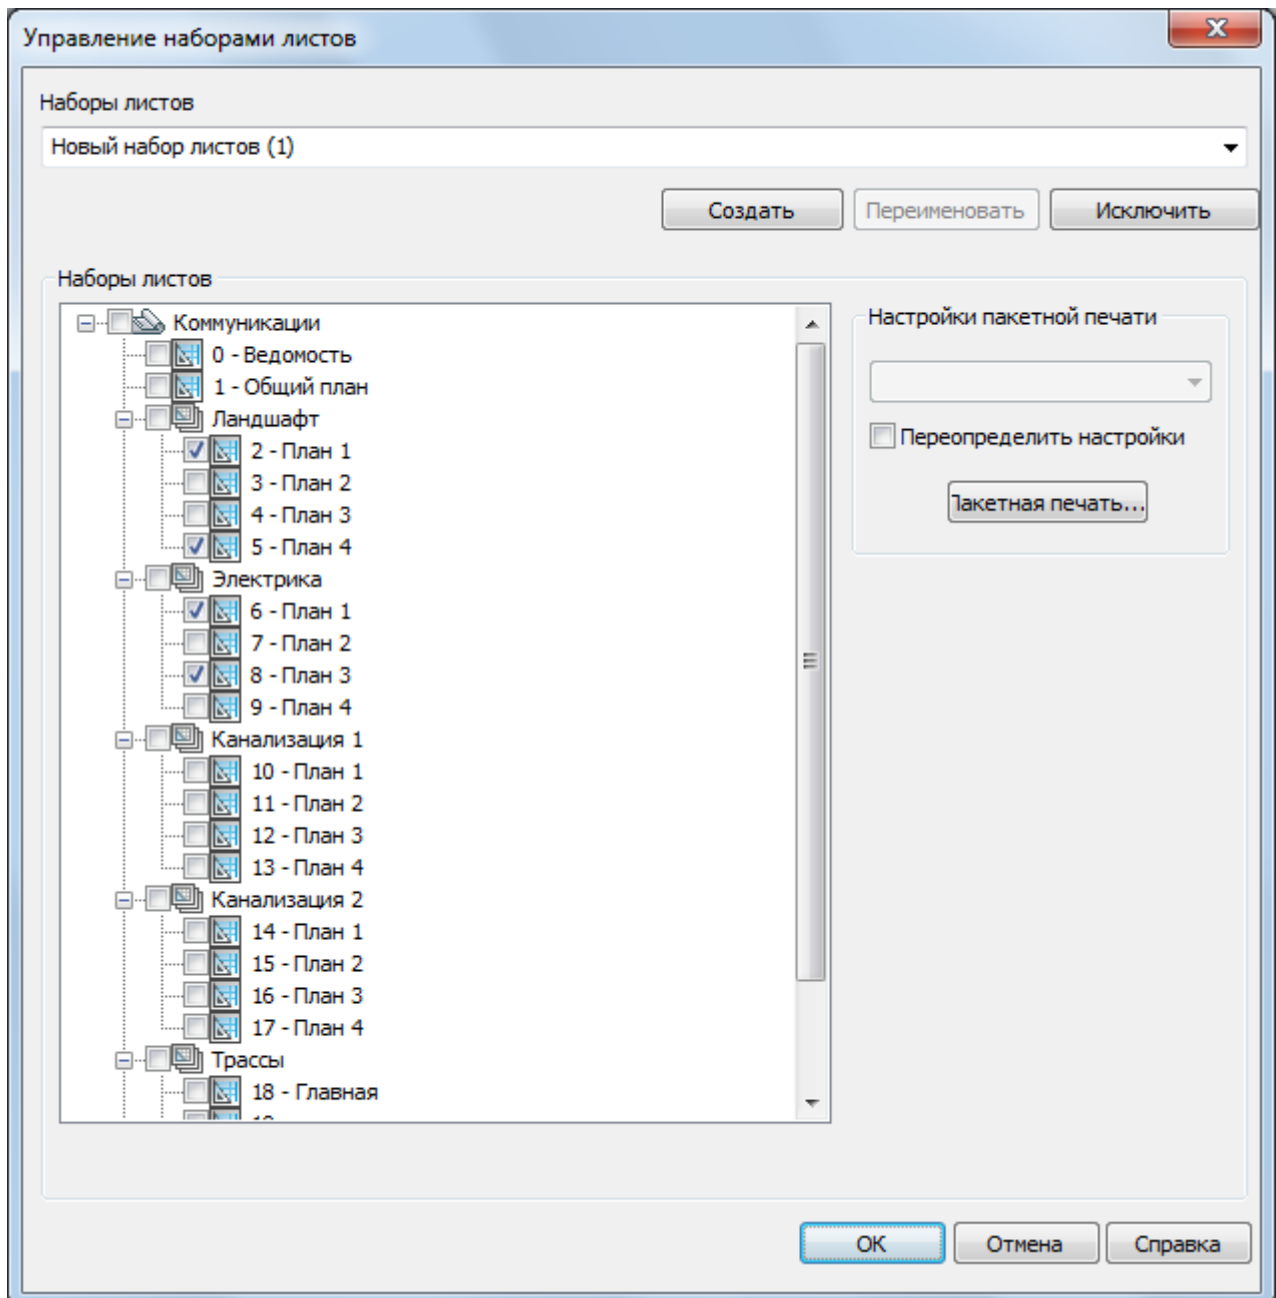 Управление наборами листов
Наборы листов
Новый набор листов (1)
Создать
Переименовать
Исключить
Наборы листов
Коммуникации
0 - Ведомость
1 - Общий план
Ландшафт
2 - План 1
3 - План 2
4 - План 3
5 - План 4
Электрика
6 - План 1
7 - План 2
8 - План 3
9 - План 4
Канализация 1
10 - План 1
11 - План 2
12 - План 3
13 - План 4
Канализация 2
14 - План 1
15 - План 2
16 - План 3
17 - План 4
Трассы
18 - Главная
Настройки пакетной печати
Переопределить настройки
Пакетная печать...
ОК
Отмена
Справка